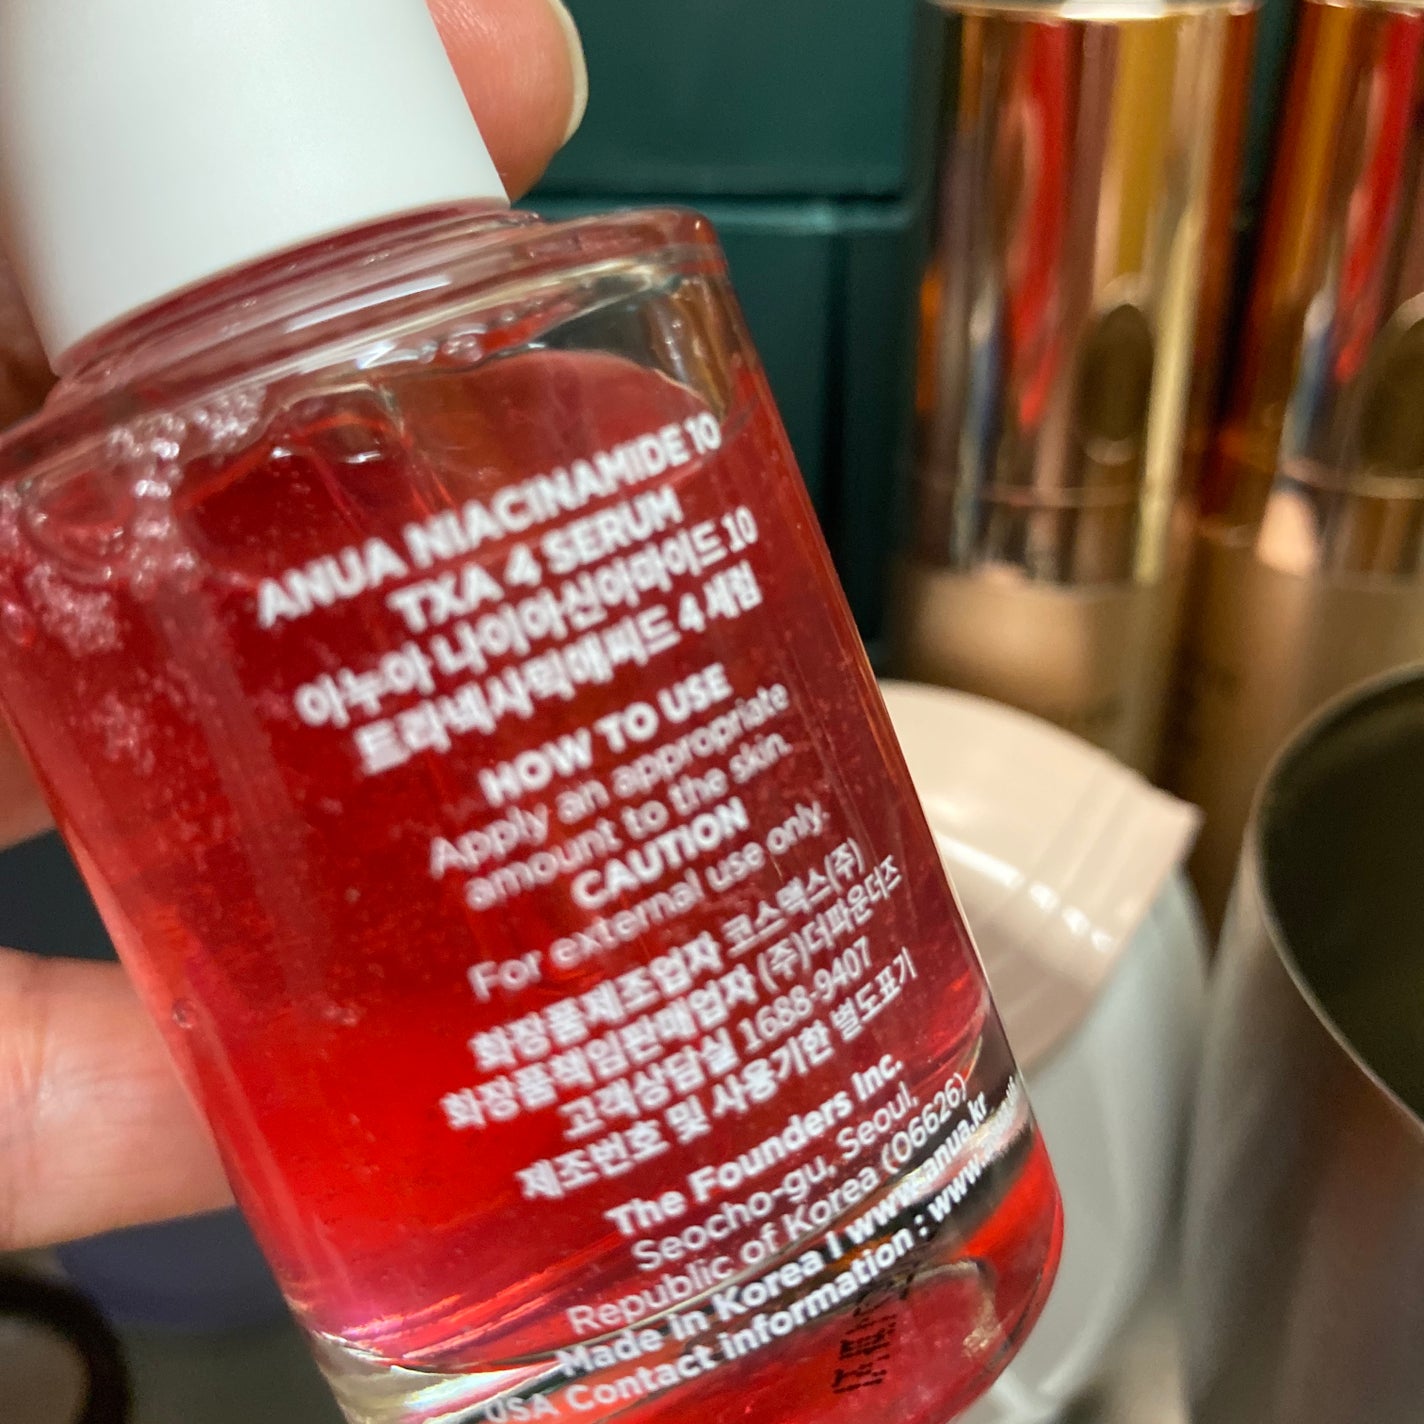 ANUA NIACINAMIDE 10
TXA 4 SERUM
아누아 나이아신아마이드 10
트라넥사믹애씨드 4 세럼
HOW TO USE
Apply an appropriate
amount to the skin.
CAUTION
For external use only.
화장품제조업자 코스맥스(주)
화장품책임판매업자 (주)더파운더즈
고객상담실 1688-9407
제조번호 및 사용기한 별도표기
The Founders Inc.
Seocho-gu, Seoul,
Republic of Korea (06626)
Made in Korea I www.anua.kr
USA Contact information : www.